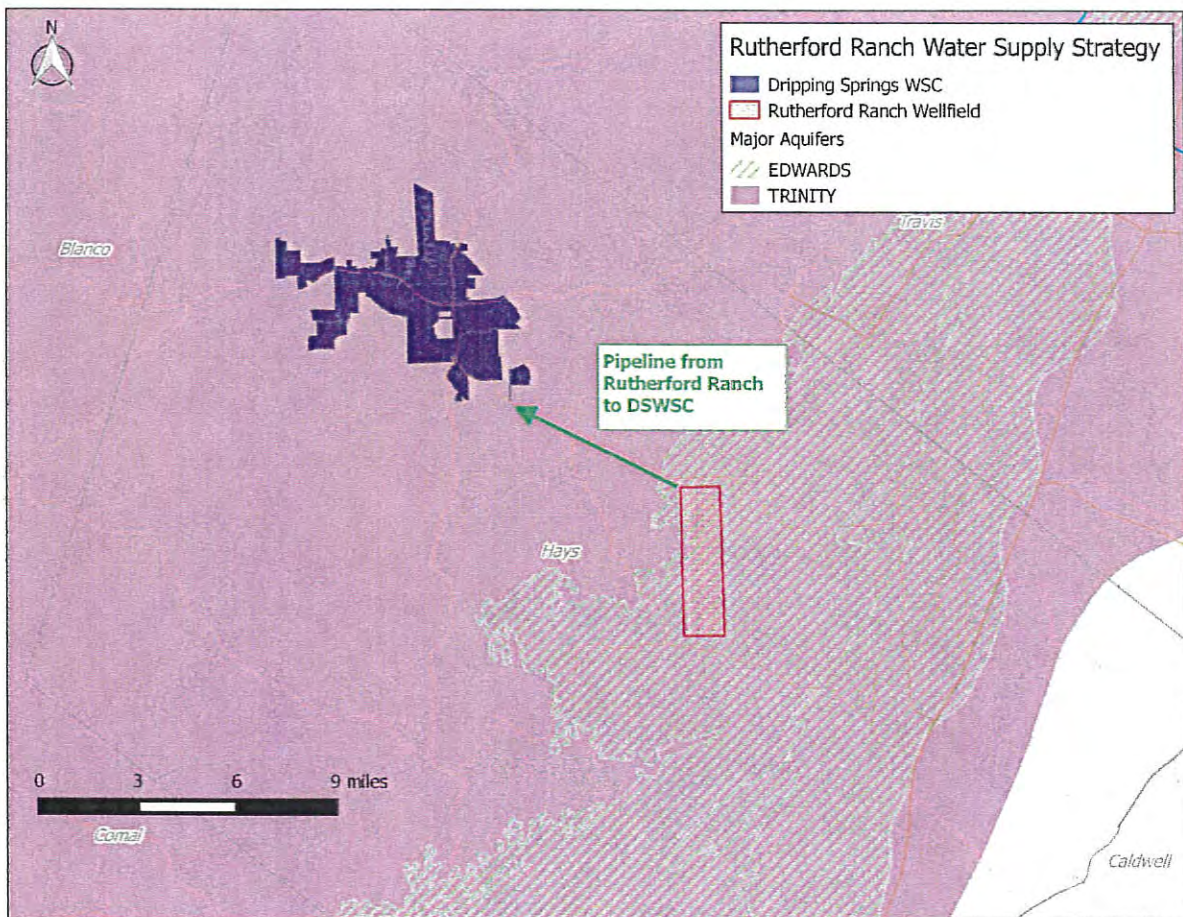 N
Rutherford Ranch Water Supply Strategy
Dripping Springs WSC
Rutherford Ranch Wellfield
Major Aquifers
EDWARDS
TRINITY
Travis
Blanco
Pipeline from
Rutherford Ranch
to DSWSC
Hays
0 3 6 9 miles
Comal
Caldwell